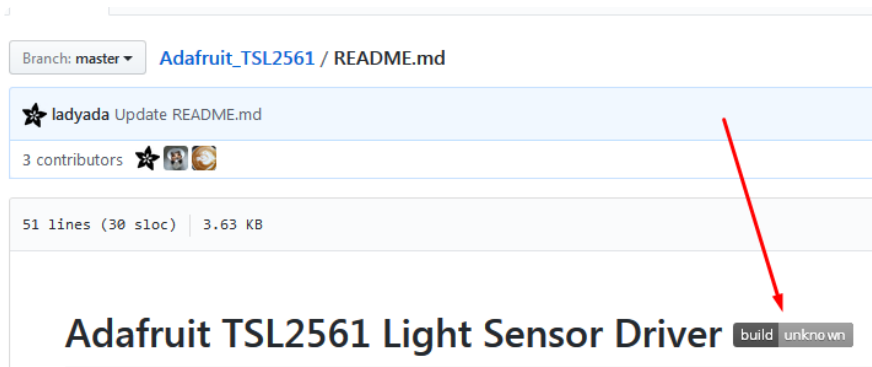 Branch: master Adafruit_TSL2561 / README.md
ladyada Update README.md
3 contributors
51 lines (30 sloc) 3.63 KB
Adafruit TSL2561 Light Sensor Driver build unknown